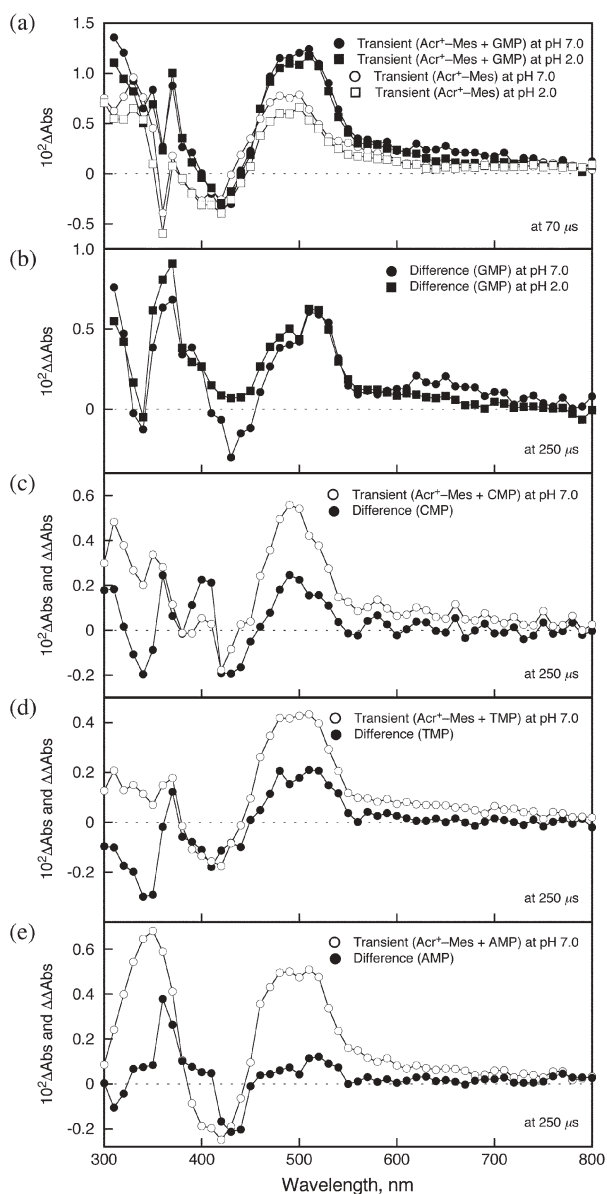 (a)
1.5
1.0
0.5
0
-0.5
10²ΔAbs
Transient (Acr⁺–Mes + GMP) at pH 7.0
Transient (Acr⁺–Mes + GMP) at pH 2.0
Transient (Acr⁺–Mes) at pH 7.0
Transient (Acr⁺–Mes) at pH 2.0
at 70 μs
(b)
1.0
0.5
0
10²ΔΔAbs
Difference (GMP) at pH 7.0
Difference (GMP) at pH 2.0
at 250 μs
(c)
0.6
0.4
0.2
0
-0.2
10²ΔAbs and ΔΔAbs
Transient (Acr⁺–Mes + CMP) at pH 7.0
Difference (CMP)
at 250 μs
(d)
0.4
0.2
0
-0.2
10²ΔAbs and ΔΔAbs
Transient (Acr⁺–Mes + TMP) at pH 7.0
Difference (TMP)
at 250 μs
(e)
0.6
0.4
0.2
0
-0.2
10²ΔAbs and ΔΔAbs
Transient (Acr⁺–Mes + AMP) at pH 7.0
Difference (AMP)
at 250 μs
300 400 500 600 700 800
Wavelength, nm